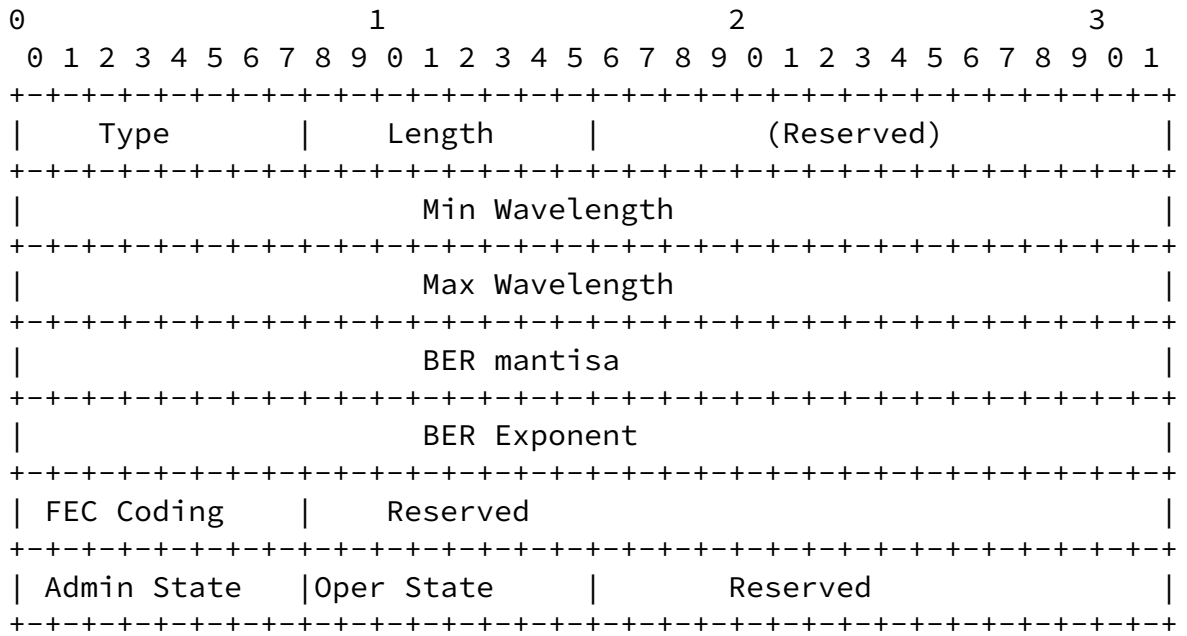 0                   1                   2                   3
 0 1 2 3 4 5 6 7 8 9 0 1 2 3 4 5 6 7 8 9 0 1 2 3 4 5 6 7 8 9 0 1
+-+-+-+-+-+-+-+-+-+-+-+-+-+-+-+-+-+-+-+-+-+-+-+-+-+-+-+-+-+-+-+-+
|    Type       |    Length     |         (Reserved)            |
+-+-+-+-+-+-+-+-+-+-+-+-+-+-+-+-+-+-+-+-+-+-+-+-+-+-+-+-+-+-+-+-+
|                      Min Wavelength                           |
+-+-+-+-+-+-+-+-+-+-+-+-+-+-+-+-+-+-+-+-+-+-+-+-+-+-+-+-+-+-+-+-+
|                      Max Wavelength                           |
+-+-+-+-+-+-+-+-+-+-+-+-+-+-+-+-+-+-+-+-+-+-+-+-+-+-+-+-+-+-+-+-+
|                      BER mantisa                              |
+-+-+-+-+-+-+-+-+-+-+-+-+-+-+-+-+-+-+-+-+-+-+-+-+-+-+-+-+-+-+-+-+
|                      BER Exponent                             |
+-+-+-+-+-+-+-+-+-+-+-+-+-+-+-+-+-+-+-+-+-+-+-+-+-+-+-+-+-+-+-+-+
| FEC Coding    |    Reserved                                   |
+-+-+-+-+-+-+-+-+-+-+-+-+-+-+-+-+-+-+-+-+-+-+-+-+-+-+-+-+-+-+-+-+
| Admin State   |Oper State     |       Reserved                |
+-+-+-+-+-+-+-+-+-+-+-+-+-+-+-+-+-+-+-+-+-+-+-+-+-+-+-+-+-+-+-+-+